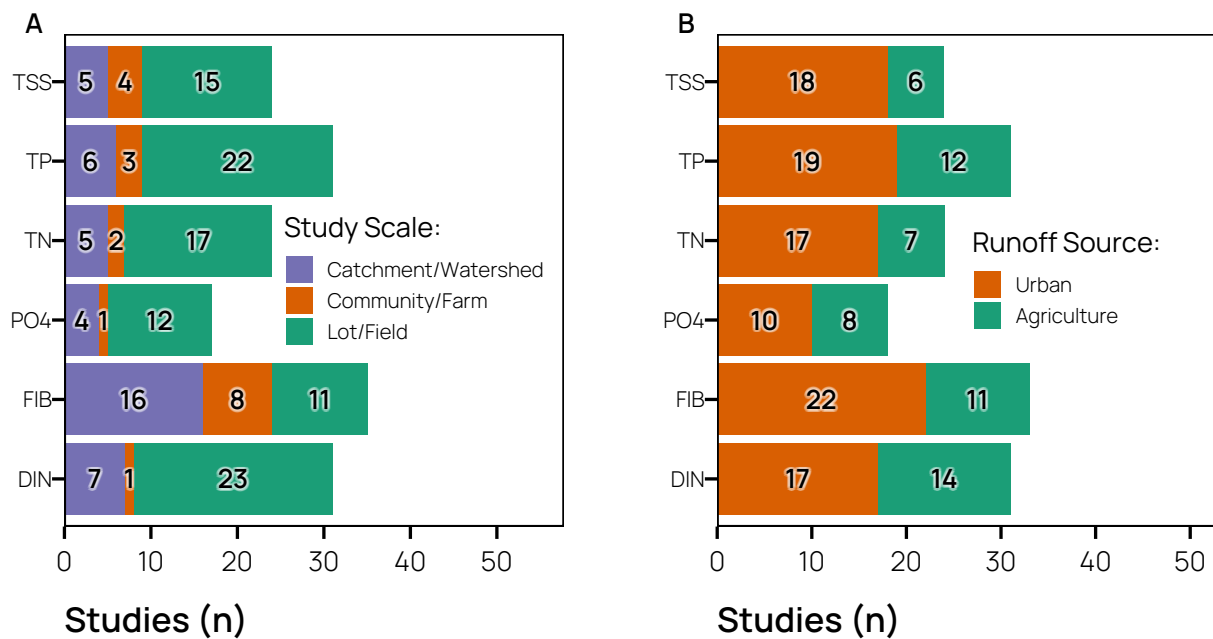 A
TSS
5 4 15
TP
6 3 22
TN
5 2 17
PO4
4 1 12
FIB
16 8 11
DIN
7 1 23
Study Scale:
Catchment/Watershed
Community/Farm
Lot/Field
0 10 20 30 40 50
Studies (n)
B
TSS
18 6
TP
19 12
TN
17 7
PO4
10 8
FIB
22 11
DIN
17 14
Runoff Source:
Urban
Agriculture
0 10 20 30 40 50
Studies (n)